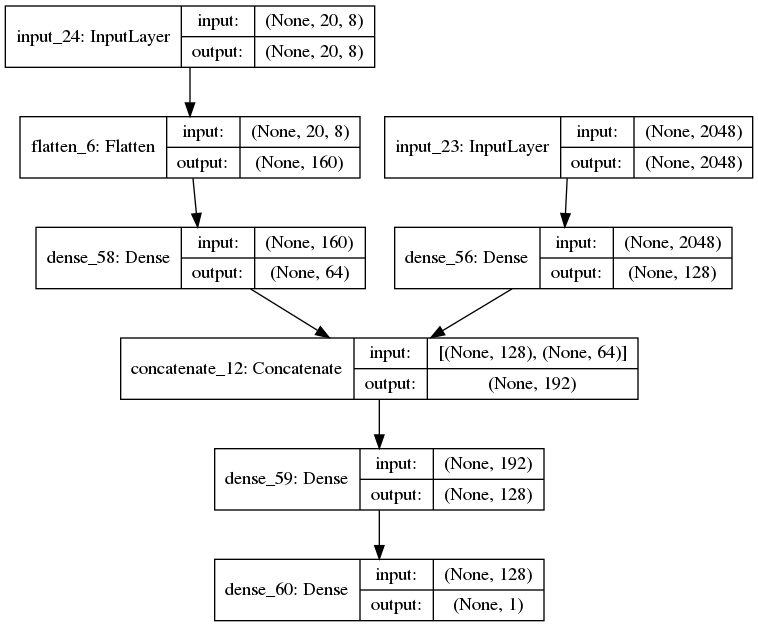 input_24: InputLayer
input: (None, 20, 8)
output: (None, 20, 8)
flatten_6: Flatten
input: (None, 20, 8)
output: (None, 160)
input_23: InputLayer
input: (None, 2048)
output: (None, 2048)
dense_58: Dense
input: (None, 160)
output: (None, 64)
dense_56: Dense
input: (None, 2048)
output: (None, 128)
concatenate_12: Concatenate
input: [(None, 128), (None, 64)]
output: (None, 192)
dense_59: Dense
input: (None, 192)
output: (None, 128)
dense_60: Dense
input: (None, 128)
output: (None, 1)